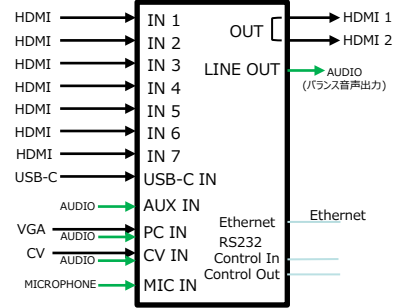 HDMI IN 1 OUT HDMI 1
HDMI IN 2 HDMI 2
HDMI IN 3 LINE OUT AUDIO
(バランス音声出力)
HDMI IN 4
HDMI IN 5
HDMI IN 6
HDMI IN 7
USB-C USB-C IN
AUDIO AUX IN
Ethernet Ethernet
VGA PC IN
AUDIO
RS232
CV CV IN Control In
AUDIO
Control Out
MICROPHONE MIC IN